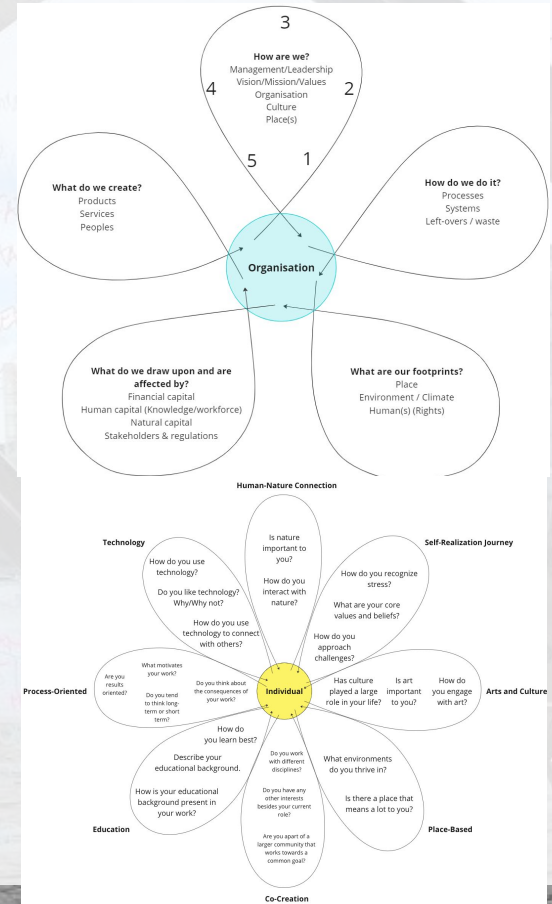 3
How are we?
Management/Leadership
Vision/Mission/Values
Organisation
Culture
Place(s)
4
2
5
1
What do we create?
Products
Services
Peoples
How do we do it?
Processes
Systems
Left-overs / waste
Organisation
What do we draw upon and are
affected by?
Financial capital
Human capital (Knowledge/workforce)
Natural capital
Stakeholders & regulations
What are our footprints?
Place
Environment / Climate
Human(s) (Rights)
Human-Nature Connection
Is nature
important to
you?
How do you
interact with
nature?
Technology
How do you use
technology?
Do you like technology?
Why/Why not?
How do you use
technology to connect
with others?
Self-Realization Journey
How do you recognize
stress?
What are your core
values and beliefs?
How do you
approach
challenges?
Process-Oriented
Are you
results
oriented?
What motivates
your work?
Do you tend
to think long-
term or short
term?
Do you think about
the consequences of
your work?
Individual
Has culture
played a large
role in your life?
Is art
important
to you?
How do
you engage
with art?
Arts and Culture
How do
you learn best?
Describe your
educational background.
How is your educational
background present in
your work?
Education
Do you work
with different
disciplines?
Do you have any
other interests
besides your current
role?
Are you apart of a
larger community that
works towards a
common goal?
Co-Creation
What environments
do you thrive in?
Is there a place that
means a lot to you?
Place-Based